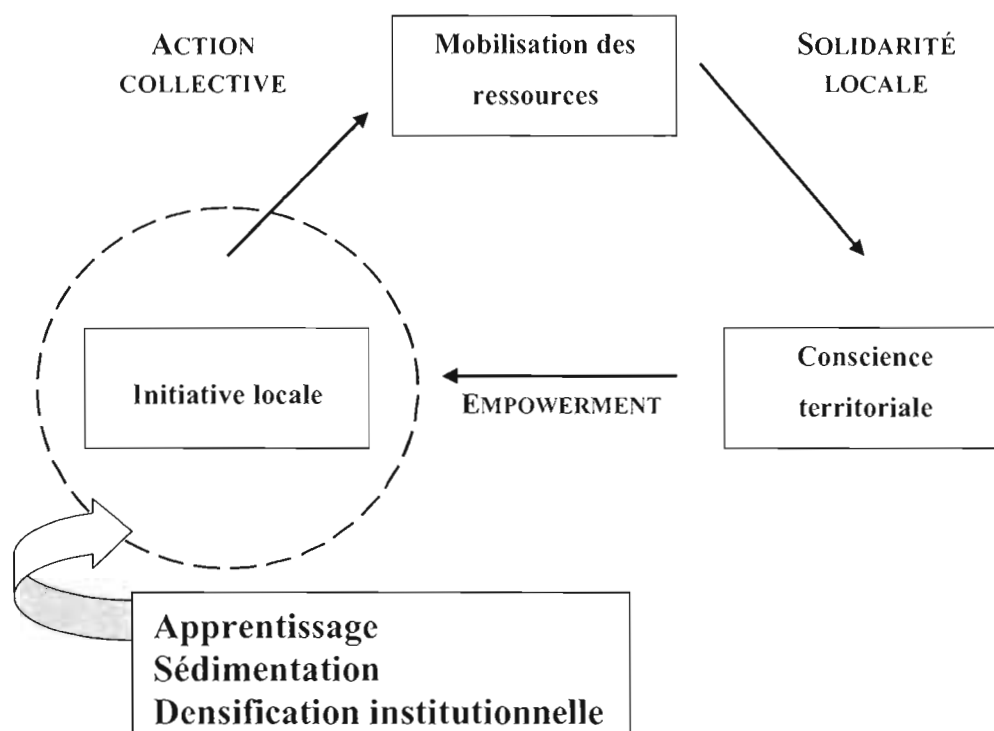 ACTION
COLLECTIVE
Mobilisation des
ressources
SOLIDARITÉ
LOCALE
Initiative locale
EMPOWERMENT
Conscience
territoriale
Apprentissage
Sédimentation
Densification institutionnelle